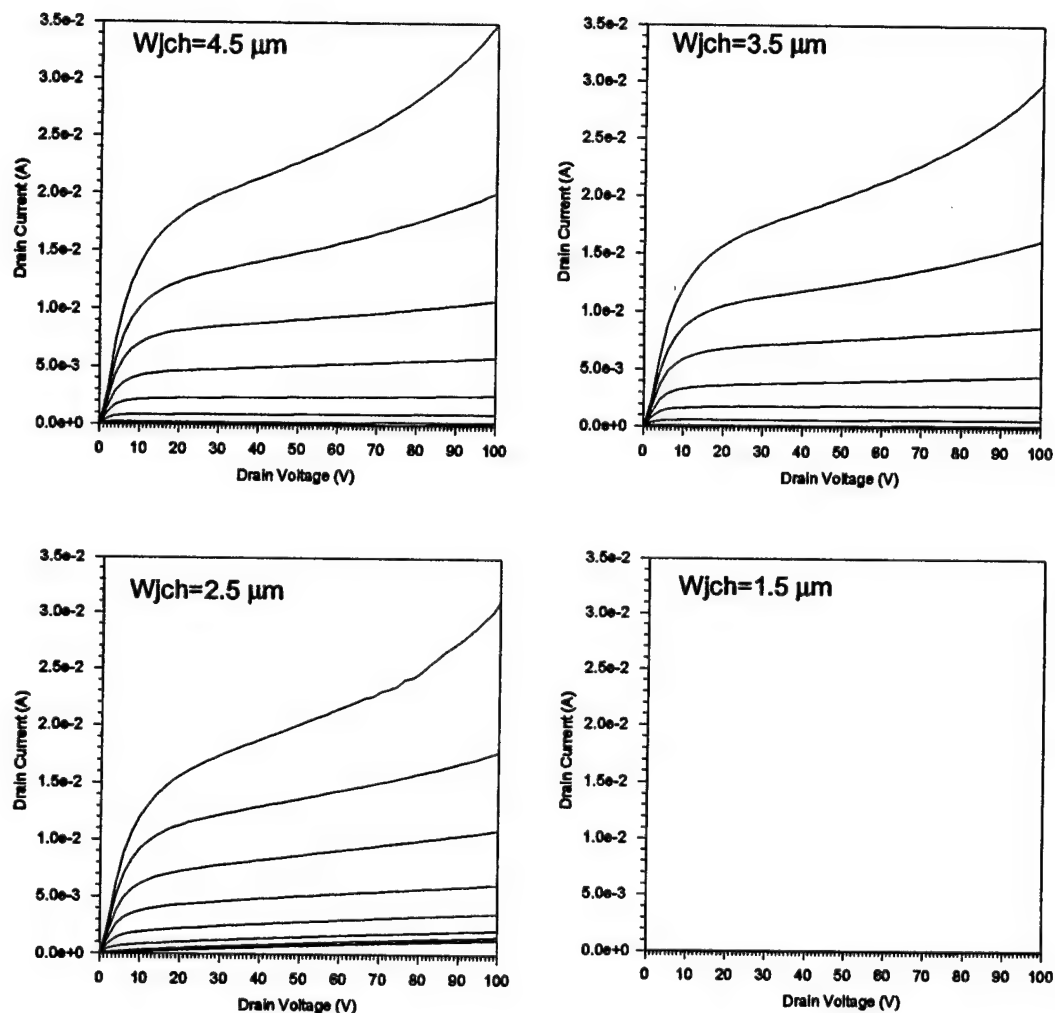 Wjch=4.5 µm
Drain Current (A)
3.5e-2
3.0e-2
2.5e-2
2.0e-2
1.5e-2
1.0e-2
5.0e-3
0.0e+0
0 10 20 30 40 50 60 70 80 90 100
Drain Voltage (V)
Wjch=3.5 µm
Drain Current (A)
3.5e-2
3.0e-2
2.5e-2
2.0e-2
1.5e-2
1.0e-2
5.0e-3
0.0e+0
0 10 20 30 40 50 60 70 80 90 100
Drain Voltage (V)
Wjch=2.5 µm
Drain Current (A)
3.5e-2
3.0e-2
2.5e-2
2.0e-2
1.5e-2
1.0e-2
5.0e-3
0.0e+0
0 10 20 30 40 50 60 70 80 90 100
Drain Voltage (V)
Wjch=1.5 µm
Drain Current (A)
3.5e-2
3.0e-2
2.5e-2
2.0e-2
1.5e-2
1.0e-2
5.0e-3
0.0e+0
0 10 20 30 40 50 60 70 80 90 100
Drain Voltage (V)